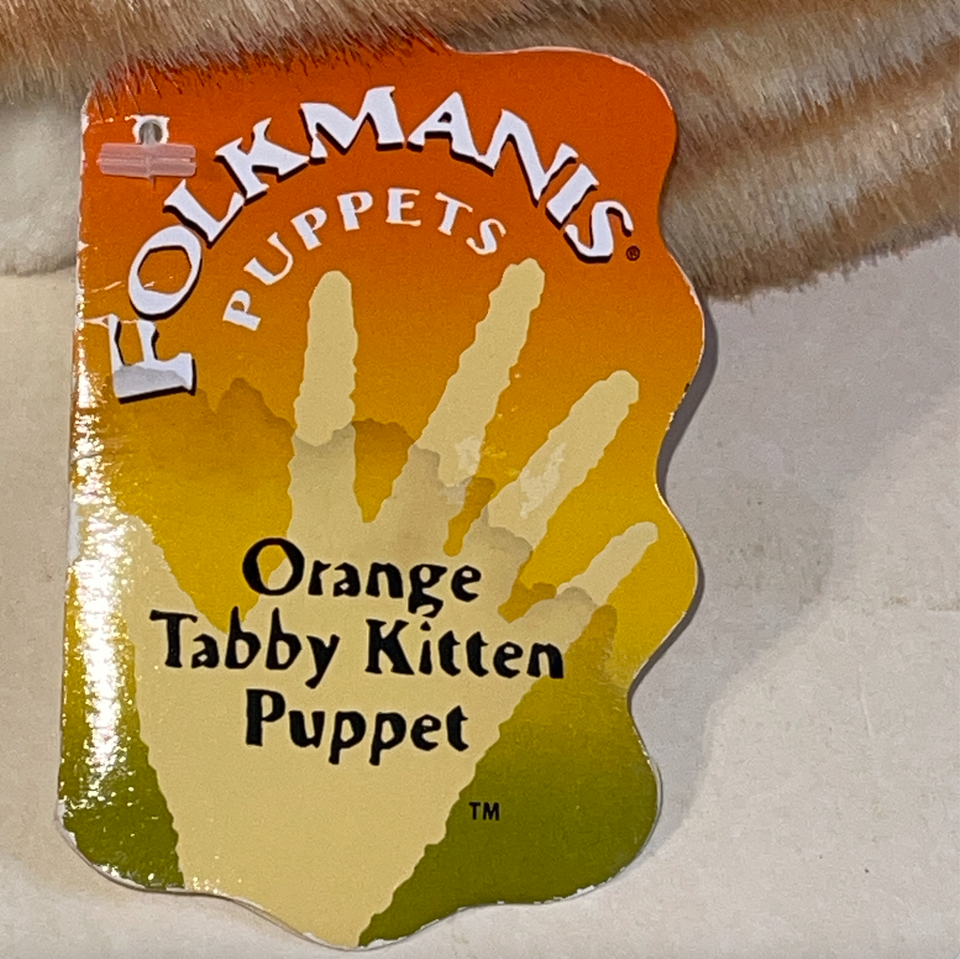 FOLKMANIS®
PUPPETS
Orange
Tabby Kitten
Puppet
TM